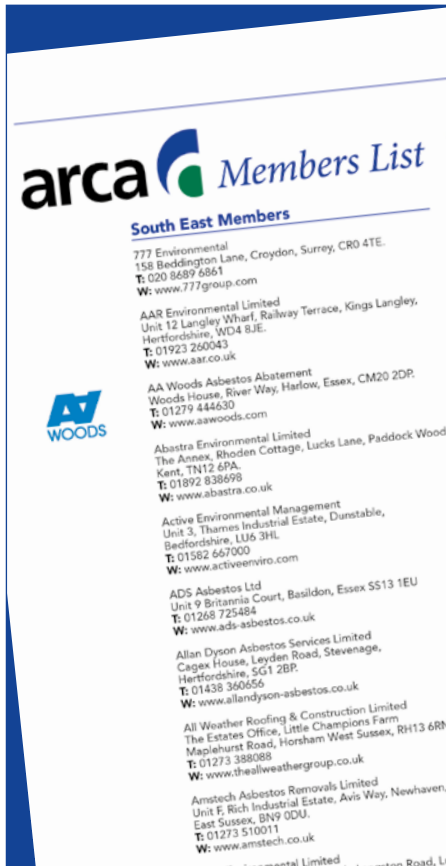 arca Members List
South East Members
777 Environmental
158 Beddington Lane, Croydon, Surrey, CR0 4TE.
T: 020 8689 6861
W: www.777group.com
AAR Environmental Limited
Unit 12 Langley Wharf, Railway Terrace, Kings Langley,
Hertfordshire, WD4 8JE.
T: 01923 260043
W: www.aar.co.uk
AA Woods Asbestos Abatement
Woods House, River Way, Harlow, Essex, CM20 2DP.
T: 01279 444630
W: www.aawoods.com
AA
WOODS
Abastra Environmental Limited
The Annex, Rhoden Cottage, Lucks Lane, Paddock Wood
Kent, TN12 6PA.
T: 01892 838698
W: www.abastra.co.uk
Active Environmental Management
Unit 3, Thames Industrial Estate, Dunstable,
Bedfordshire, LU6 3HL
T: 01582 667000
W: www.activeenviro.com
ADS Asbestos Ltd
Unit 9 Britannia Court, Basildon, Essex SS13 1EU
T: 01268 725484
W: www.ads-asbestos.co.uk
Allan Dyson Asbestos Services Limited
Cagex House, Leyden Road, Stevenage,
Hertfordshire, SG1 2BP.
T: 01438 360656
W: www.allandyson-asbestos.co.uk
All Weather Roofing & Construction Limited
The Estates Office, Little Champions Farm
Maplehurst Road, Horsham West Sussex, RH13 6RN
T: 01273 388088
W: www.theallweathergroup.co.uk
Amstech Asbestos Removals Limited
Unit F, Rich Industrial Estate, Avis Way, Newhaven,
East Sussex, BN9 0DU.
T: 01273 510011
W: www.amstech.co.uk
Limited
Road,